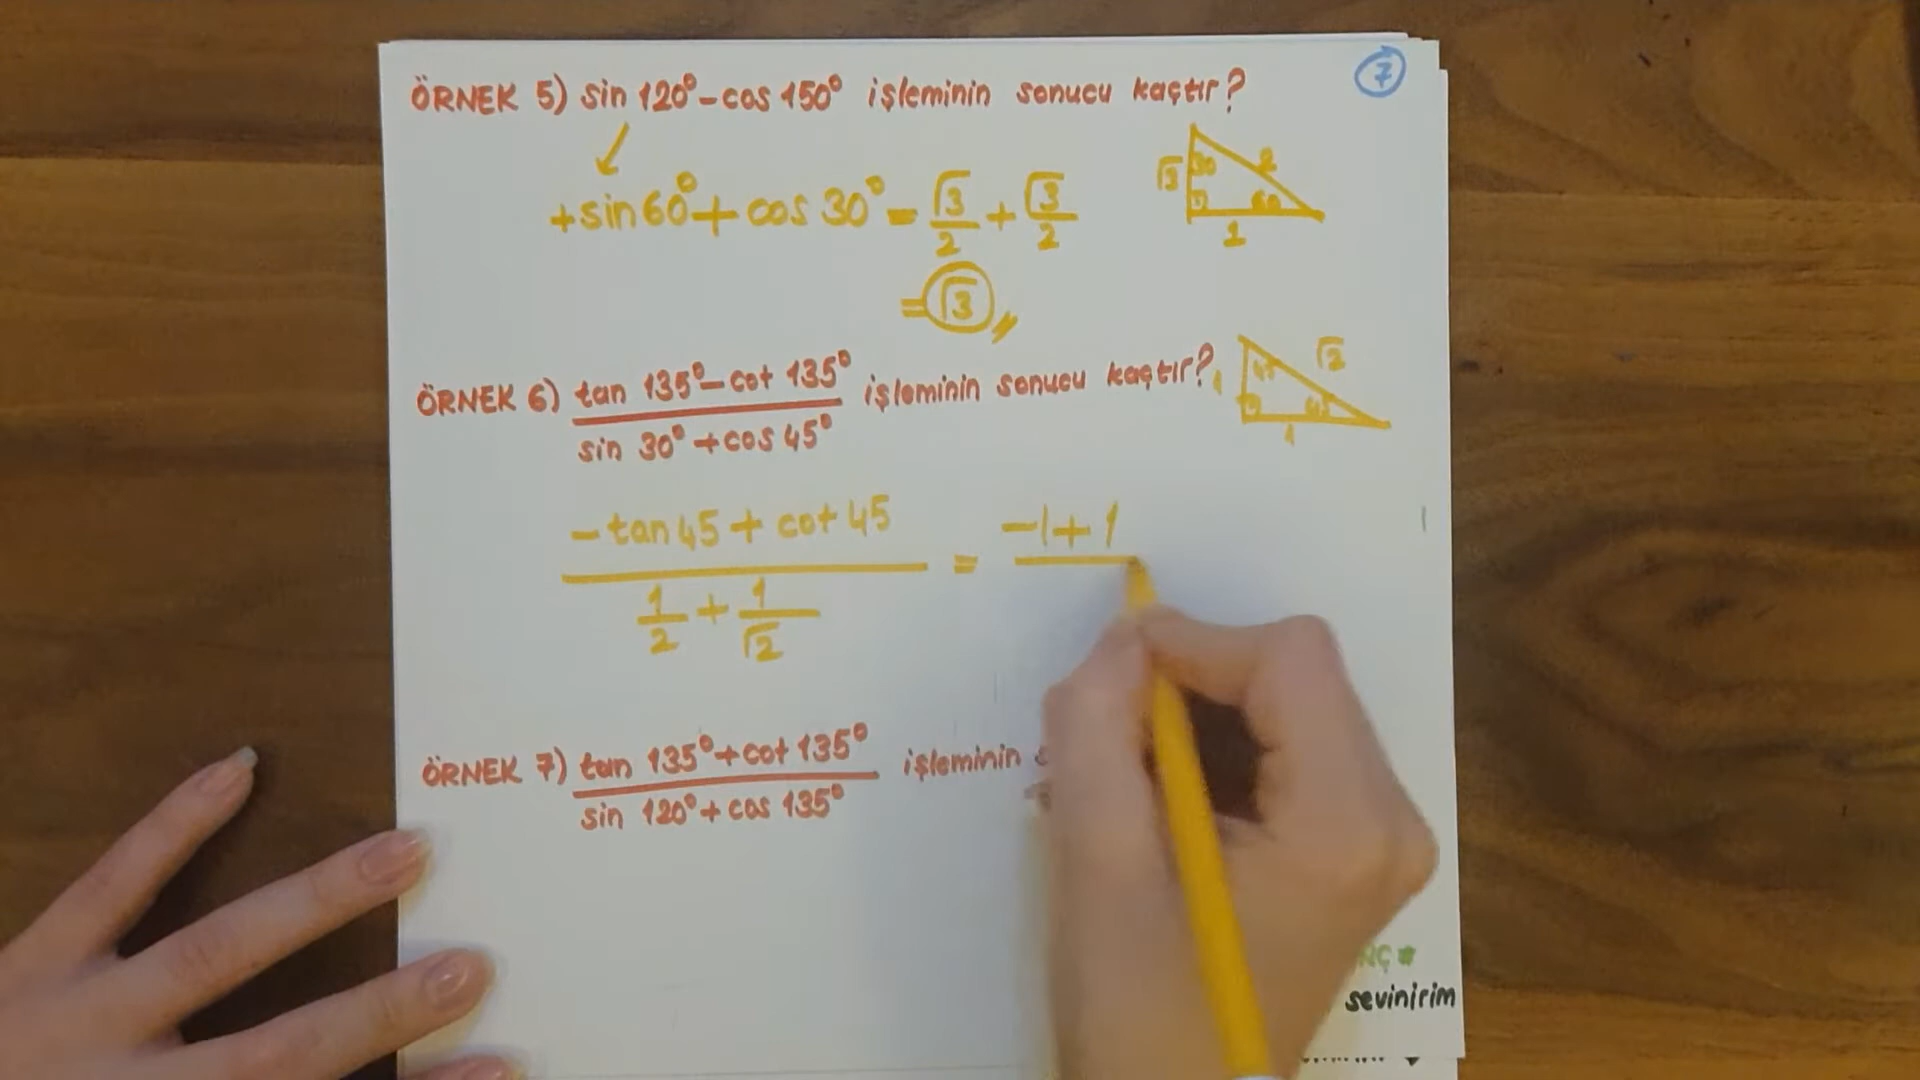 7
ÖRNEK 5) sin 120° - cos 150° işleminin sonucu kaçtır?
+sin 60° + cos 30° = √3/2 + √3/2
= √3
√3 30 2 60 1
ÖRNEK 6) tan 135° - cot 135° / sin 30° + cos 45° işleminin sonucu kaçtır?
1 45 √2 45 1
-tan 45 + cot 45 / 1/2 + 1/√2 = -1 + 1
ÖRNEK 7) tan 135° + cot 135° / sin 120° + cos 135° işleminin
sevinirim